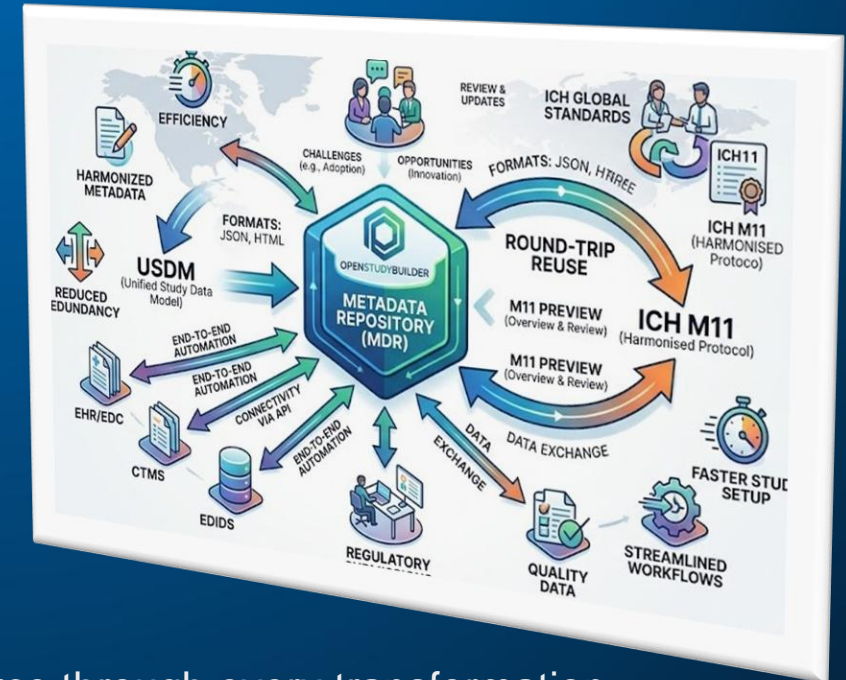 EFFICIENCY
HARMONIZED
METADATA
REDUCED
EDUNDANCY
CHALLENGES
(e.g., Adoption)
OPPORTUNITIES
(Innovation)
REVIEW &
UPDATES
ICH GLOBAL
STANDARDS
ICH11
ICH M11
(HARMONISED
Protoco)
FORMATS: JSON, HTIREE
FORMATS:
JSON, HTML
USDM
(Unified Study Data
Model)
OPENSTUDYBUILDER
METADATA
REPOSITORY
(MDR)
ROUND-TRIP
REUSE
M11 PREVIEW
(Overview & Review)
M11 PREVIEW
(Overview & Review)
ICH M11
(Harmonised Protocol)
DATA EXCHANGE
END-TO-END
AUTOMATION
END-TO-END
AUTOMATION
CONNECTIVITY
VIA API
END-TO-END
AUTOMATION
EHR/EDC
CTMS
EDIDS
REGULATORY
DATA
EXCHANGE
QUALITY
DATA
STREAMLINED
WORKFLOWS
FASTER STUD
SETUP
through every transformation